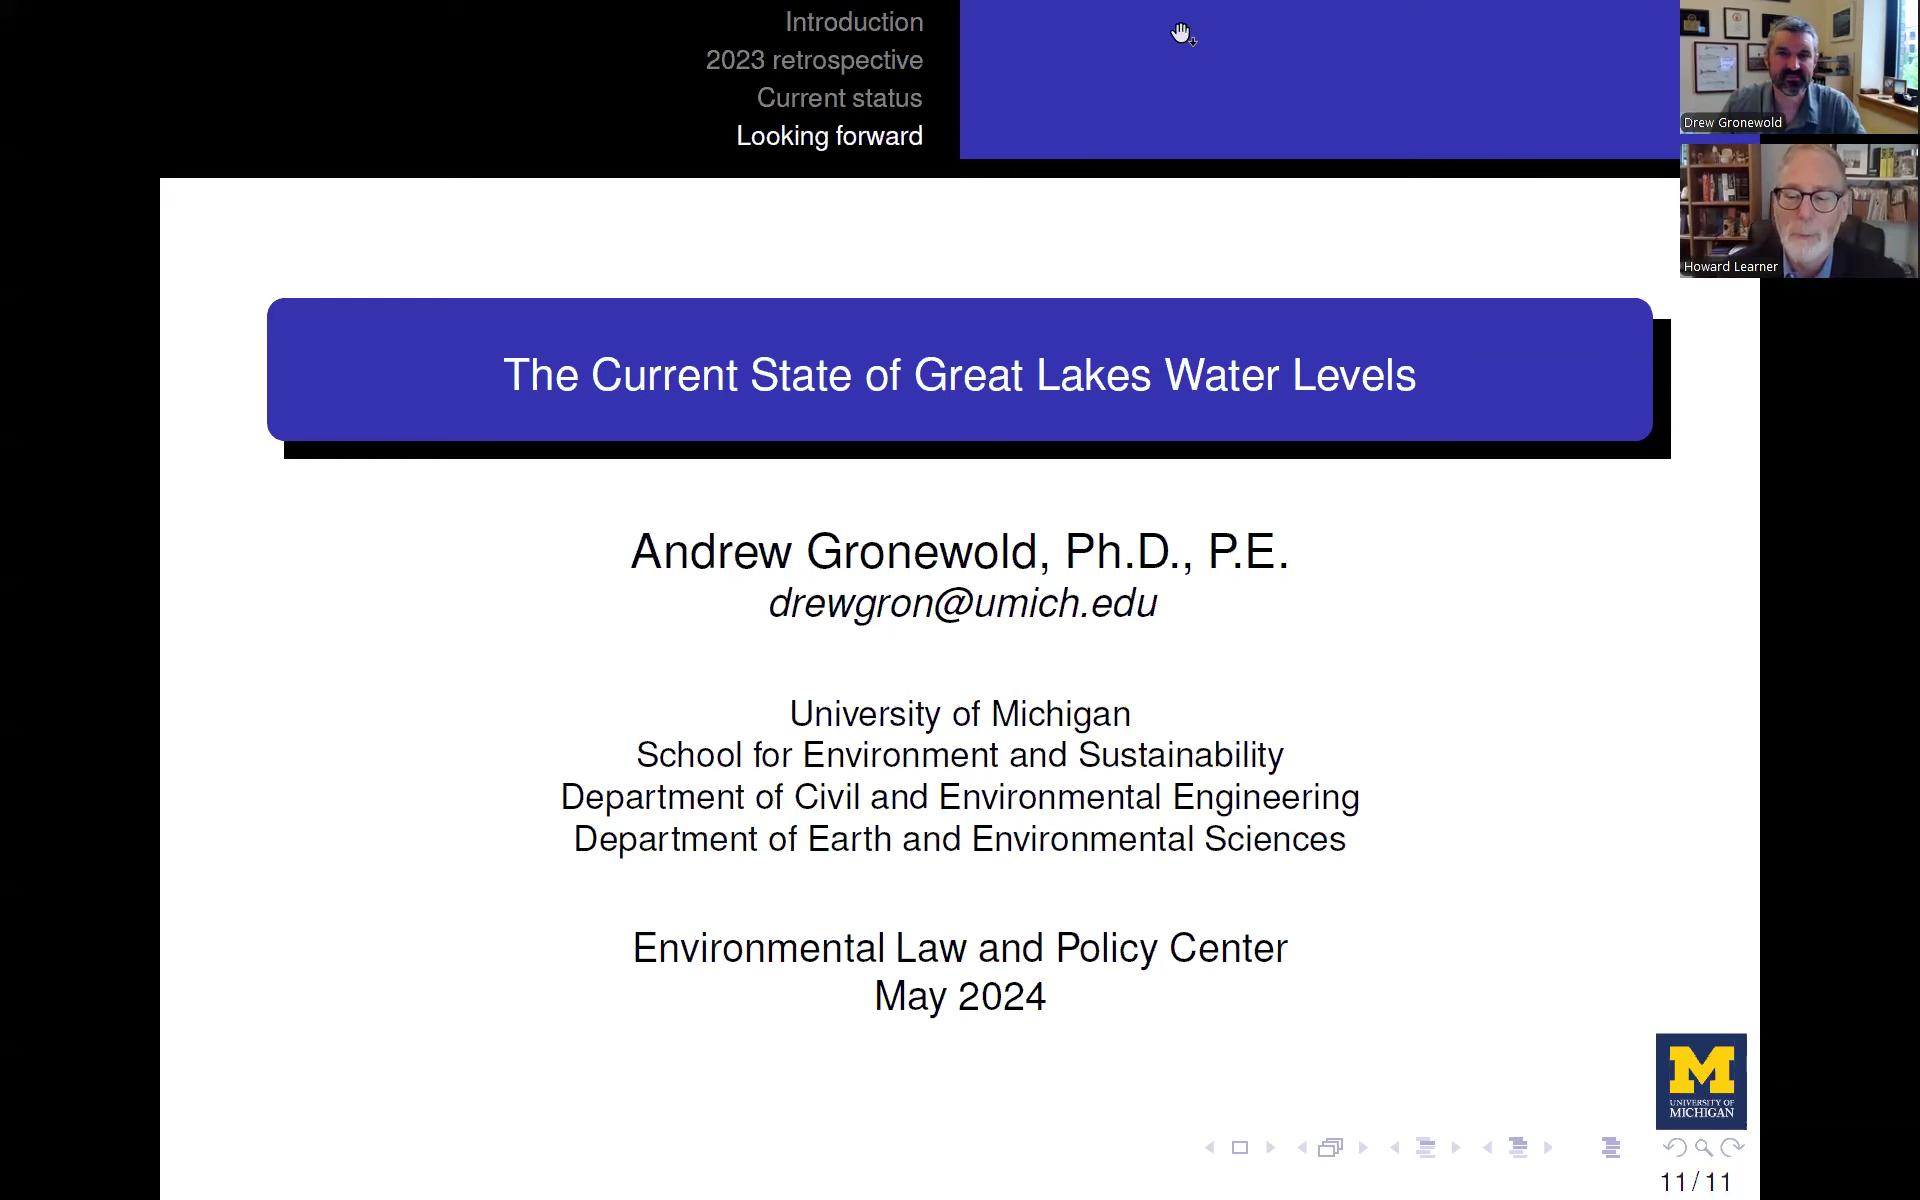 Introduction
2023 retrospective
Current status
Looking forward
Drew Gronewold
Howard Learner
The Current State of Great Lakes Water Levels
Andrew Gronewold, Ph.D., P.E.
drewgron@umich.edu
University of Michigan
School for Environment and Sustainability
Department of Civil and Environmental Engineering
Department of Earth and Environmental Sciences
Environmental Law and Policy Center
May 2024
M
UNIVERSITY OF
MICHIGAN
11/11